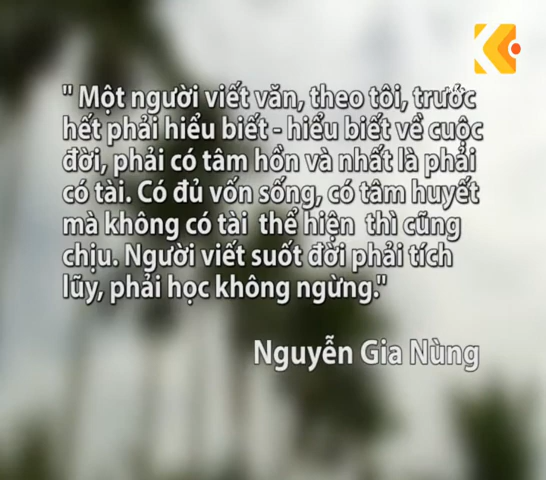 " Một người viết văn, theo tôi, trước
hết phải hiểu biết - hiểu biết về cuộc
đời, phải có tâm hồn và nhất là phải
có tài. Có đủ vốn sống, có tâm huyết
mà không có tài thể hiện thì cũng
chịu. Người viết suốt đời phải tích
lũy, phải học không ngừng."
Nguyễn Gia Nùng